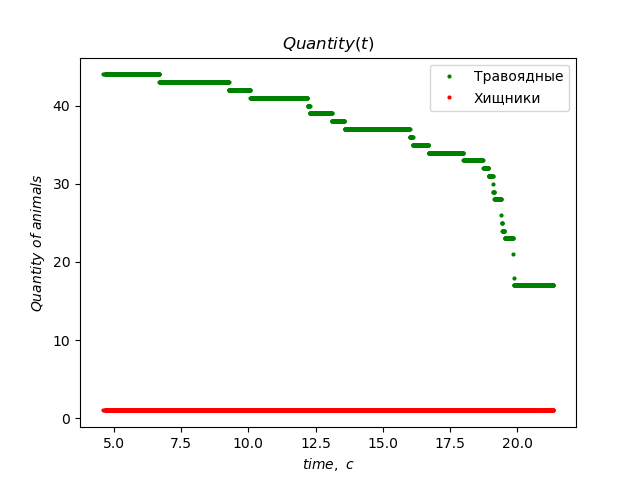 Quantity(t)
Травоядные
Хищники
Quantity of animals
40
30
20
10
0
5.0 7.5 10.0 12.5 15.0 17.5 20.0
time, c